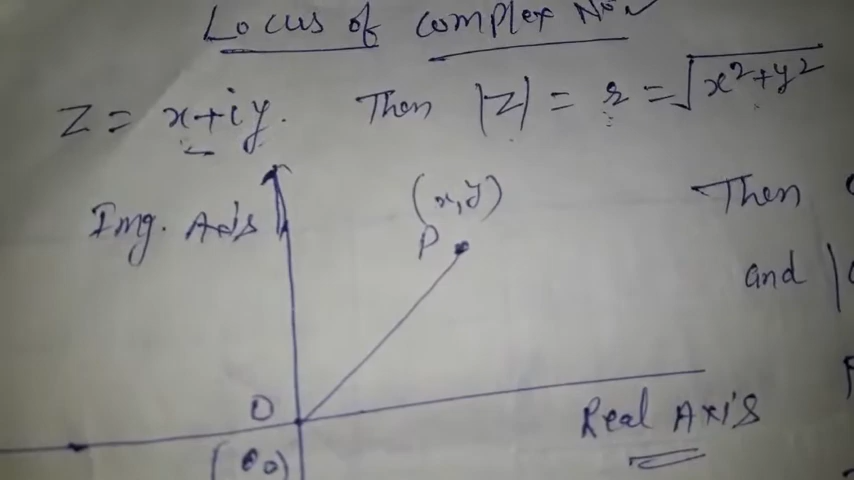 Locus of complex No.
Z = x+iy. Then |Z| = r = √x²+y²
Img. Axis
(x,y)
P
Then
and
O
Real Axis
(0,0)